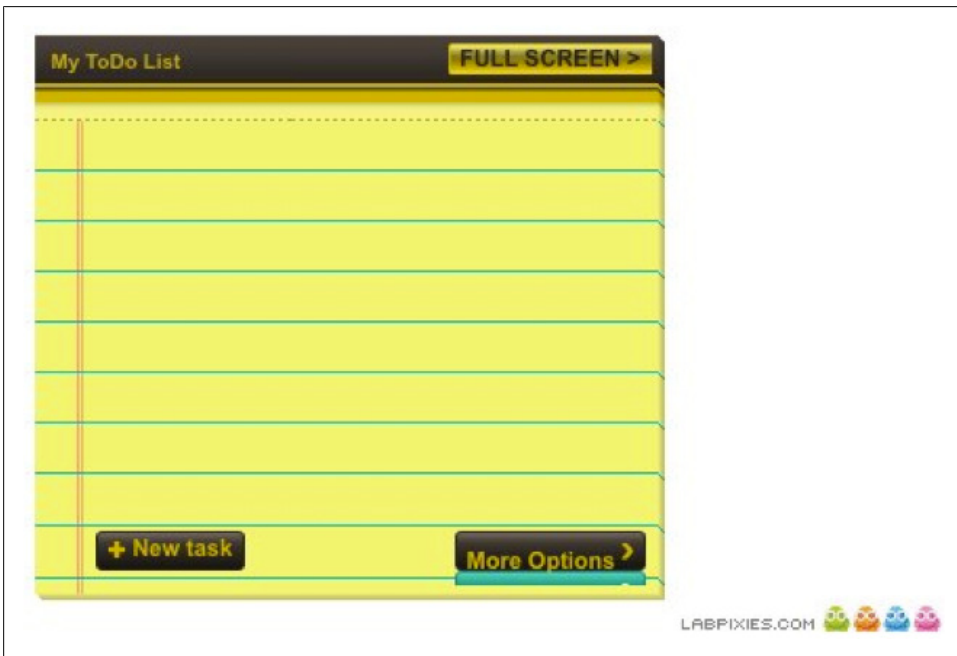 My ToDo List
FULL SCREEN >
+ New task
More Options ›
LABPIXIES.COM